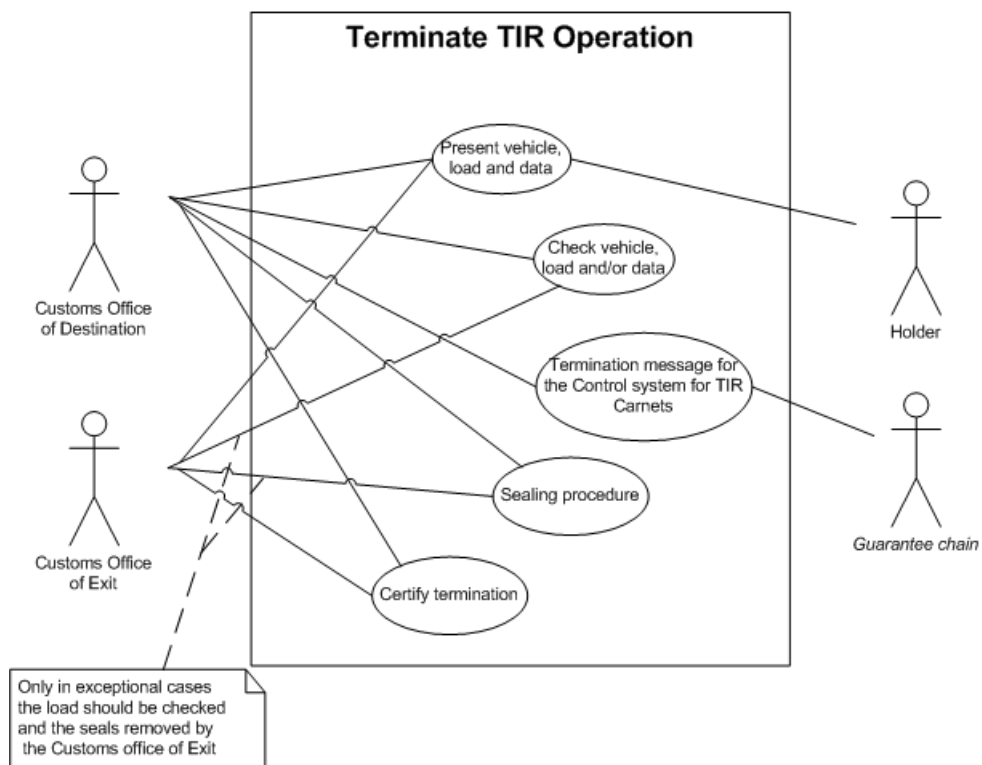 Terminate TIR Operation
Present vehicle,
load and data
Check vehicle,
load and/or data
Customs Office
of Destination
Holder
Termination message for
the Control system for TIR
Carnets
Sealing procedure
Customs Office
of Exit
Guarantee chain
Certify termination
Only in exceptional cases
the load should be checked
and the seals removed by
the Customs office of Exit